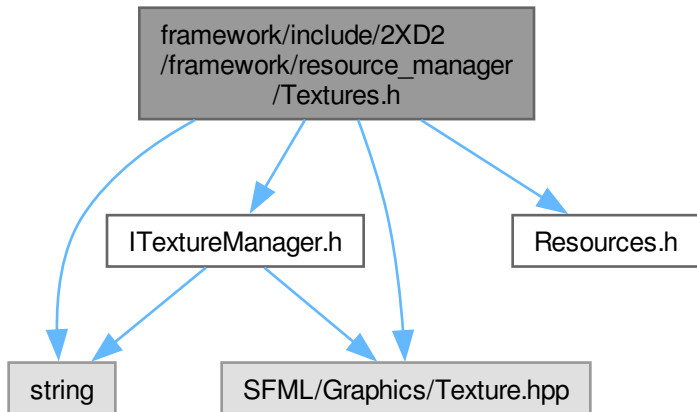 framework/include/2XD2
/framework/resource_manager
/Textures.h
ITextureManager.h
Resources.h
string
SFML/Graphics/Texture.hpp